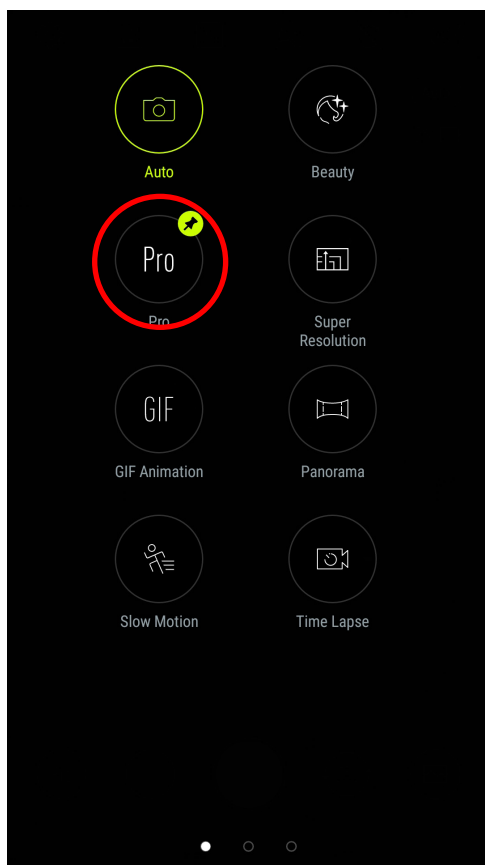 Auto
Beauty
Pro
Pro
Super
Resolution
GIF
GIF Animation
Panorama
Slow Motion
Time Lapse